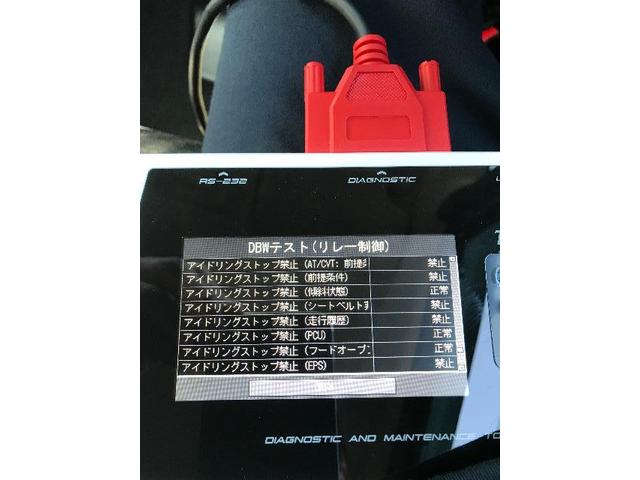 RS-232
DIAGNOSTIC
DBWテスト(リレー制御)
アイドリングストップ禁止 (AT/CVT: 前提 禁止
アイドリングストップ禁止 (前提条件) 禁止
アイドリングストップ禁止 (傾斜状態) 正常
アイドリングストップ禁止 (シートベルト 禁止
アイドリングストップ禁止 (走行履歴) 禁止
アイドリングストップ禁止 (PCU) 正常
アイドリングストップ禁止 (フードオープン 正常
アイドリングストップ禁止 (EPS) 禁止
DIAGNOSTIC AND MAINTENANCE TO